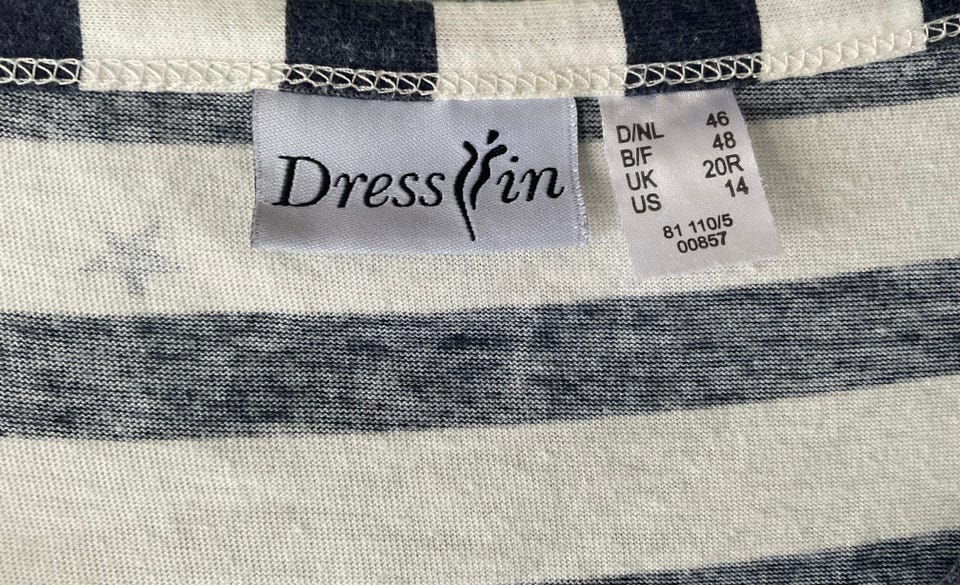 Dress in
D/NL 46
B/F 48
UK 20R
US 14
81 110/5
00857